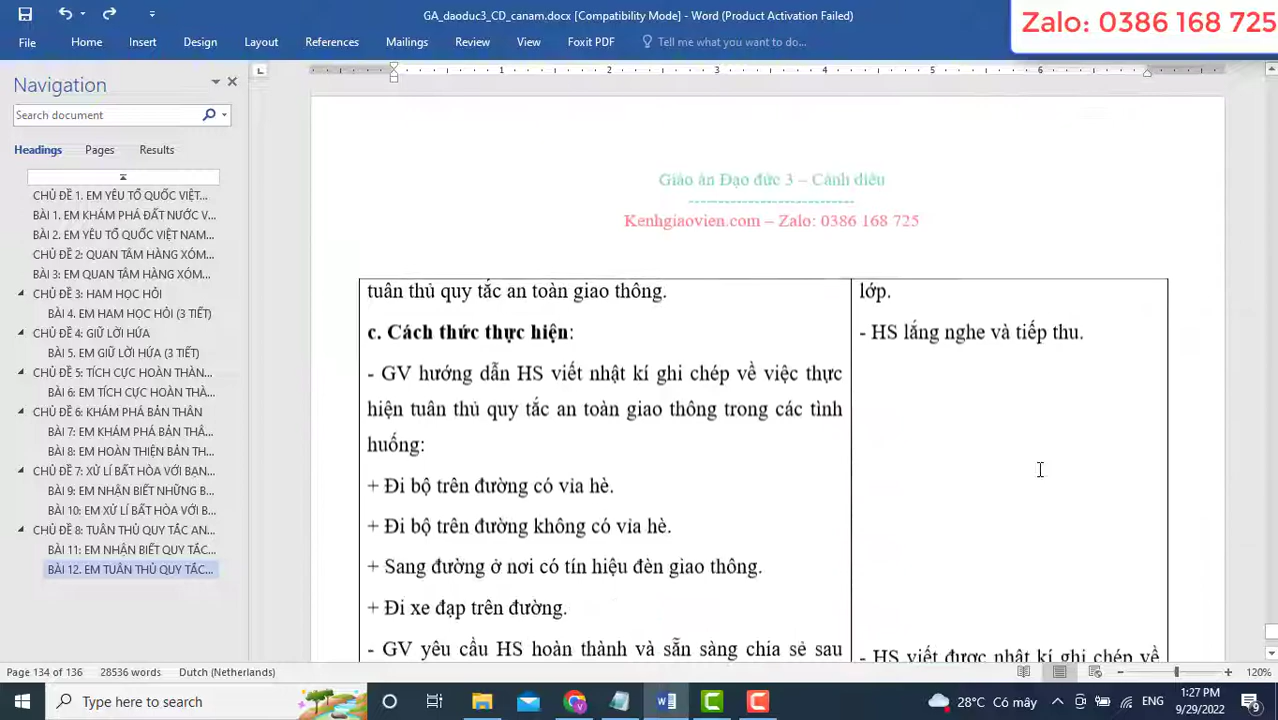 GA_daoduc3_CD_canam.docx [Compatibility Mode] - Word (Product Activation Failed)
Zalo: 0386 168 725
File Home Insert Design Layout References Mailings Review View Foxit PDF Tell me what you want to do...
Navigation
Search document
Headings Pages Results
CHỦ ĐỀ 1. EM YÊU TỔ QUỐC VIỆT...
BÀI 1. EM KHÁM PHÁ ĐẤT NƯỚC V...
BÀI 2. EM YÊU TỔ QUỐC VIỆT NA...
CHỦ ĐỀ 2: QUAN TÂM HÀNG XÓM...
BÀI 3: EM QUAN TÂM HÀNG XÓM...
CHỦ ĐỀ 3: HAM HỌC HỎI
BÀI 4. EM HAM HỌC HỎI (3 TIẾT)
CHỦ ĐỀ 4: GIỮ LỜI HỨA
BÀI 5. EM GIỮ LỜI HỨA (3 TIẾT)
CHỦ ĐỀ 5: TÍCH CỰC HOÀN THÀN...
BÀI 6: EM TÍCH CỰC HOÀN THÀ...
CHỦ ĐỀ 6: KHÁM PHÁ BẢN THÂN
BÀI 7: EM KHÁM PHÁ BẢN THÂ...
BÀI 8: EM HOÀN THIỆN BẢN TH...
CHỦ ĐỀ 7: XỬ LÍ BẤT HÒA VỚI BẠN...
BÀI 9: EM NHẬN BIẾT NHỮNG B...
BÀI 10: EM XỬ LÍ BẤT HÒA VỚI B...
CHỦ ĐỀ 8: TUÂN THỦ QUY TẮC AN...
BÀI 11: EM NHẬN BIẾT QUY TẮC...
BÀI 12. EM TUÂN THỦ QUY TẮC...
1 2 3 4 5 6
Giáo án Đạo đức 3 – Cánh diều
----------------------------
Kenhgiaovien.com – Zalo: 0386 168 725
tuân thủ quy tắc an toàn giao thông.
c. Cách thức thực hiện:
- GV hướng dẫn HS viết nhật kí ghi chép về việc thực
hiện tuân thủ quy tắc an toàn giao thông trong các tình
huống:
+ Đi bộ trên đường có vỉa hè.
+ Đi bộ trên đường không có vỉa hè.
+ Sang đường ở nơi có tín hiệu đèn giao thông.
+ Đi xe đạp trên đường.
- GV yêu cầu HS hoàn thành và sẵn sàng chia sẻ sau
lớp.
- HS lắng nghe và tiếp thu.
- HS viết được nhật kí ghi chép về
Page 134 of 136 28536 words Dutch (Netherlands) 120%
Type here to search
28°C Có mây ENG
1:27 PM
9/29/2022
9